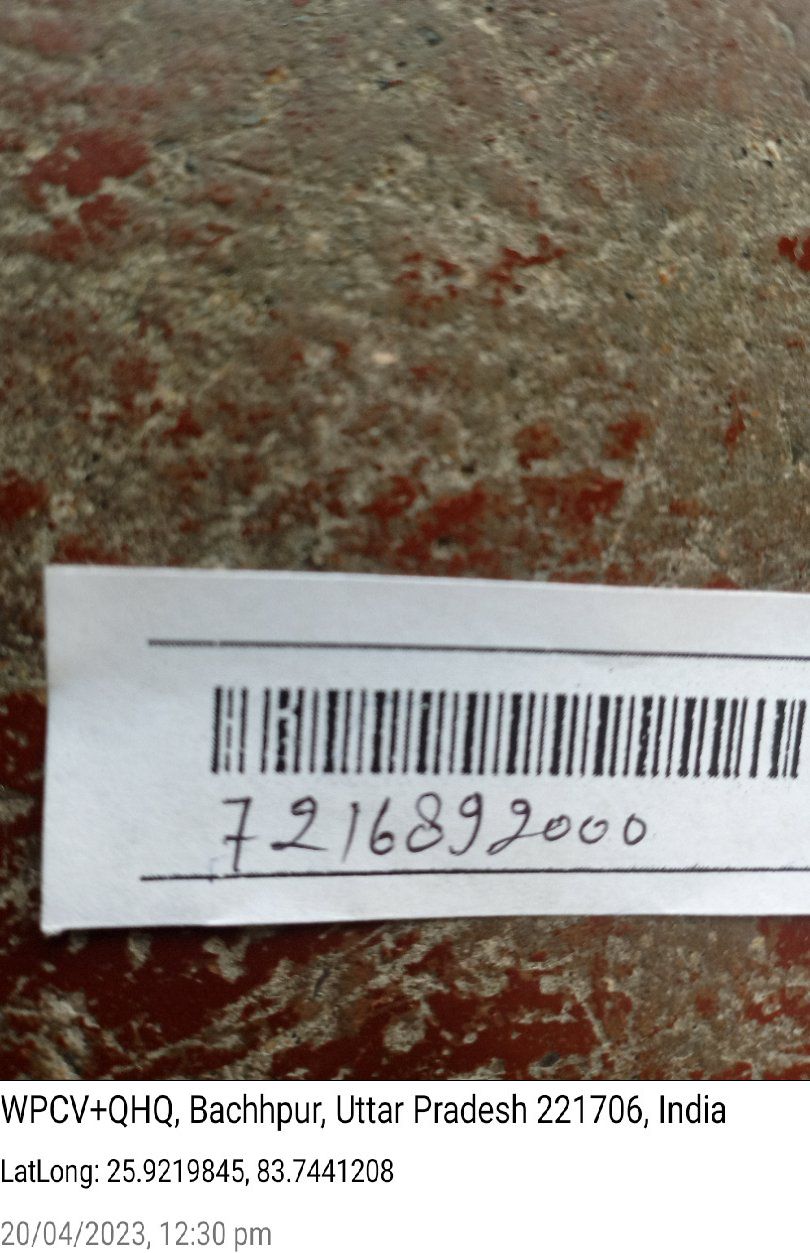 7216892000
WPCV+QHQ, Bachhpur, Uttar Pradesh 221706, India
LatLong: 25.9219845, 83.7441208
20/04/2023, 12:30 pm